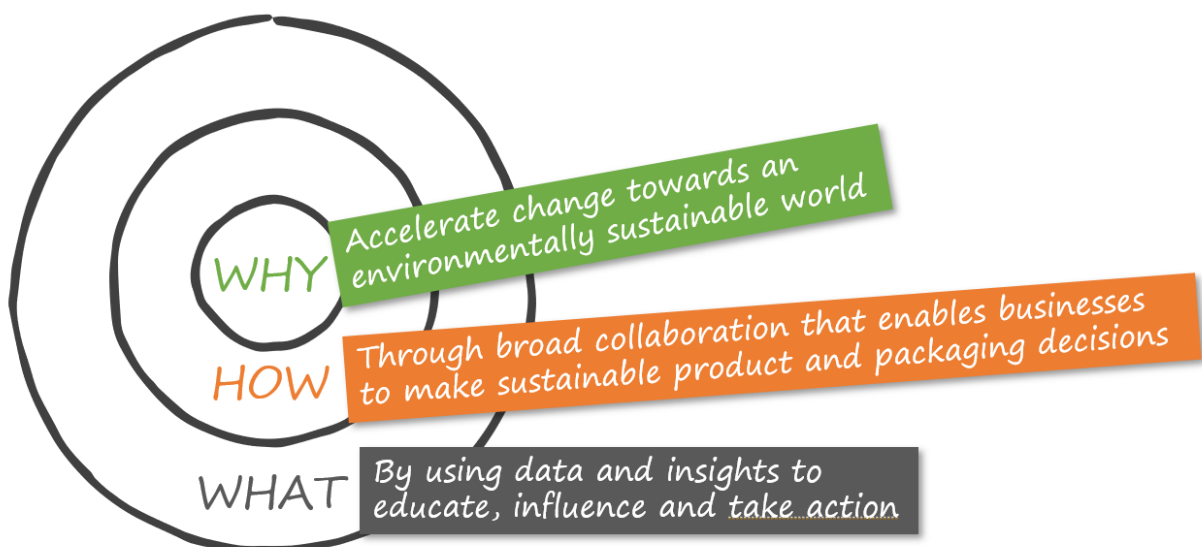 WHY
Accelerate change towards an
environmentally sustainable world
HOW
Through broad collaboration that enables businesses
to make sustainable product and packaging decisions
WHAT
By using data and insights to
educate, influence and take action